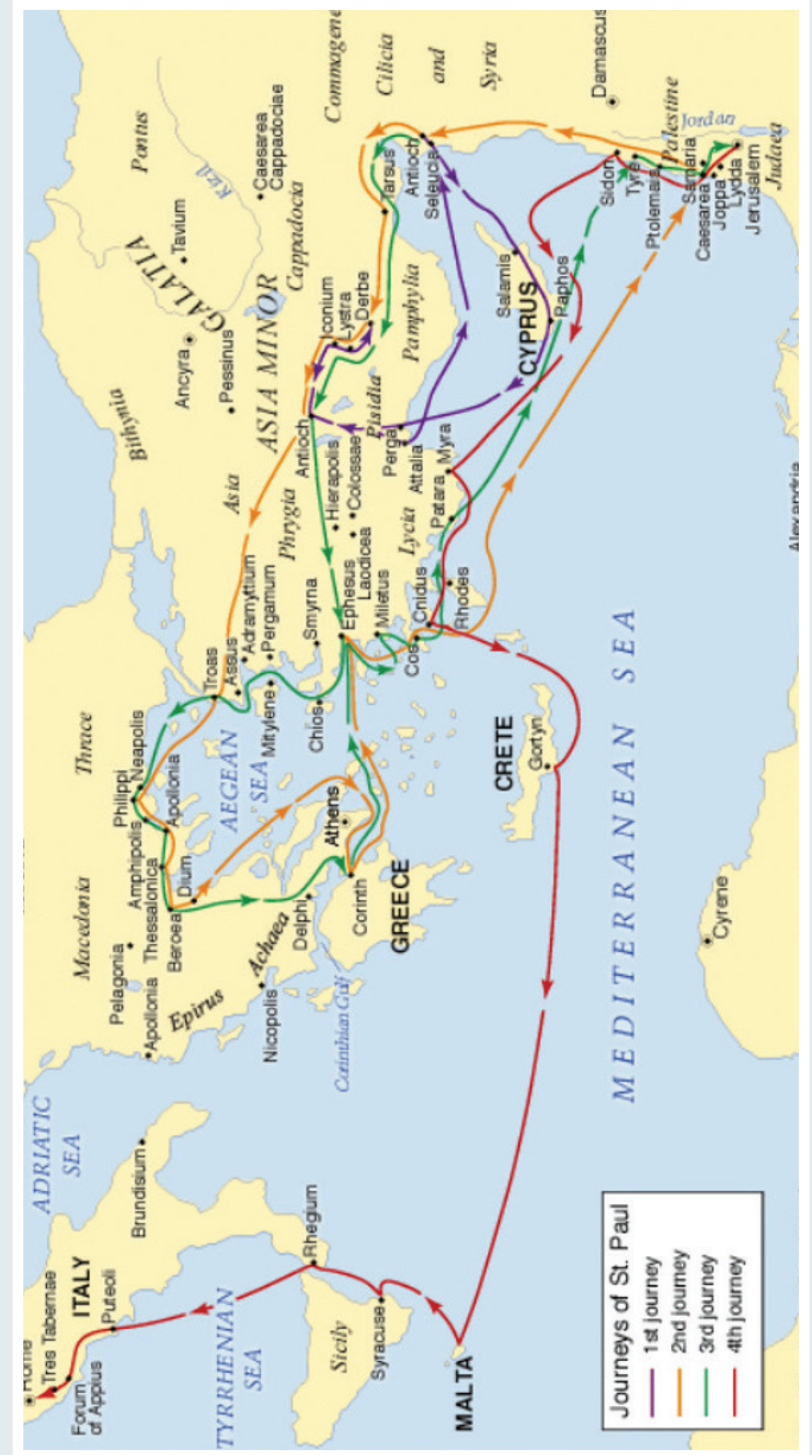 Rome
Tres Tabernae
Forum
of Appius
ITALY
Puteoli
Brundisium
ADRIATIC
SEA
TYRRHENIAN
SEA
Rhegium
Sicily
Syracuse
MALTA
Macedonia
Thrace
Pelagonia
Apollonia
Epirus
Nicopolis
Achaea
Delphi
Corinthian Gulf
Corinth
Athens
GREECE
Philippi
Neapolis
Amphipolis
Apollonia
Thessalonica
Beroea
Dium
AEGEAN
SEA
Troas
Assus
Adramyttium
Pergamum
Mitylene
Chios
Smyrna
Ephesus
Laodicea
Miletus
Hierapolis
Colossae
Cos
Cnidus
Rhodes
CRETE
Gortyn
Bithynia
Pontus
Asia
Phrygia
ASIA MINOR
GALATIA
Ancyra
Pessinus
Tavium
Kizil
Caesarea
Cappadociae
Cappadocia
Antioch
Iconium
Lystra
Derbe
Pisidia
Pamphylia
Perga
Attalia
Lycia
Patara
Myra
Commagene
Cilicia
and
Syria
Tarsus
Antioch
Seleucia
Salamis
CYPRUS
Paphos
Damascus
Sidon
Tyre
Ptolemais
Palestine
Jordan
Samaria
Caesarea
Joppa
Lydda
Jerusalem
Judaea
MEDITERRANEAN SEA
Cyrene
Alexandria
Journeys of St. Paul
1st journey
2nd journey
3rd journey
4th journey